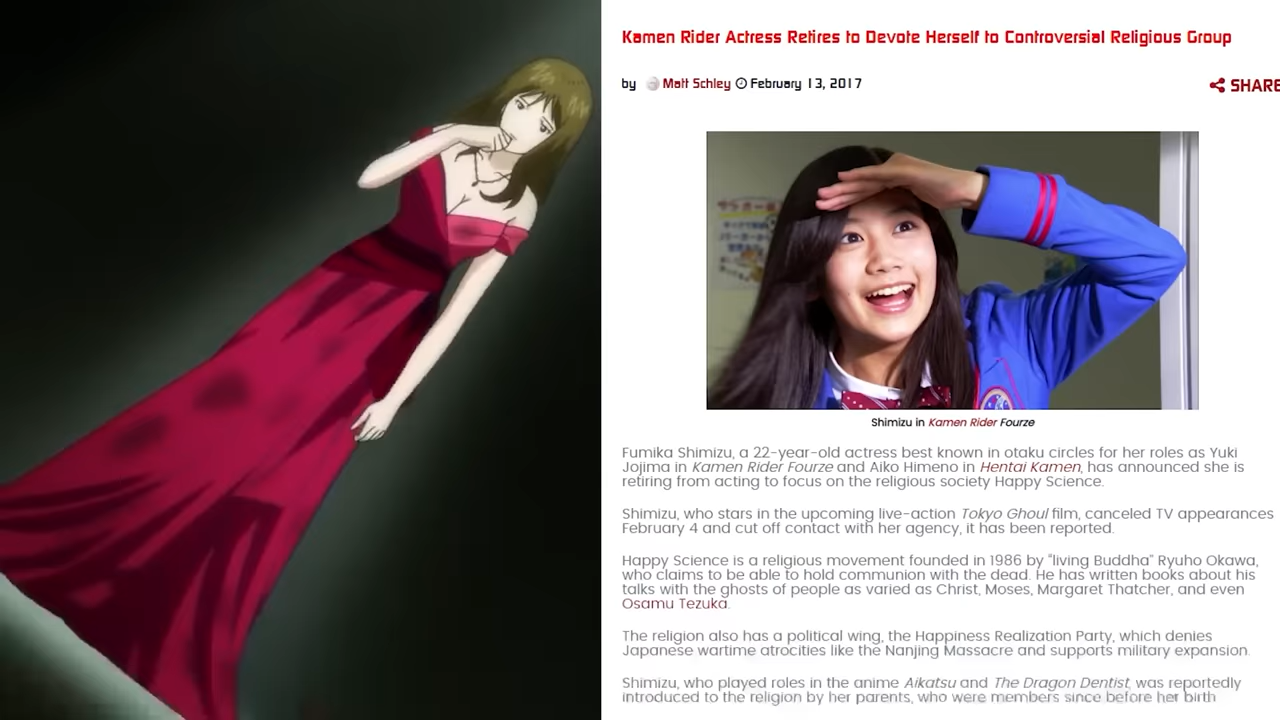 Kamen Rider Actress Retires to Devote Herself to Controversial Religious Group
by Matt Schley February 13, 2017
SHARE
Shimizu in Kamen Rider Fourze
Fumika Shimizu, a 22-year-old actress best known in otaku circles for her roles as Yuki
Jojima in Kamen Rider Fourze and Aiko Himeno in Hentai Kamen, has announced she is
retiring from acting to focus on the religious society Happy Science.
Shimizu, who stars in the upcoming live-action Tokyo Ghoul film, canceled TV appearances
February 4 and cut off contact with her agency, it has been reported.
Happy Science is a religious movement founded in 1986 by "living Buddha" Ryuho Okawa,
who claims to be able to hold communion with the dead. He has written books about his
talks with the ghosts of people as varied as Christ, Moses, Margaret Thatcher, and even
Osamu Tezuka.
The religion also has a political wing, the Happiness Realization Party, which denies
Japanese wartime atrocities like the Nanjing Massacre and supports military expansion.
Shimizu, who played roles in the anime Aikatsu and The Dragon Dentist, was reportedly
introduced to the religion by her parents, who were members since before her birth